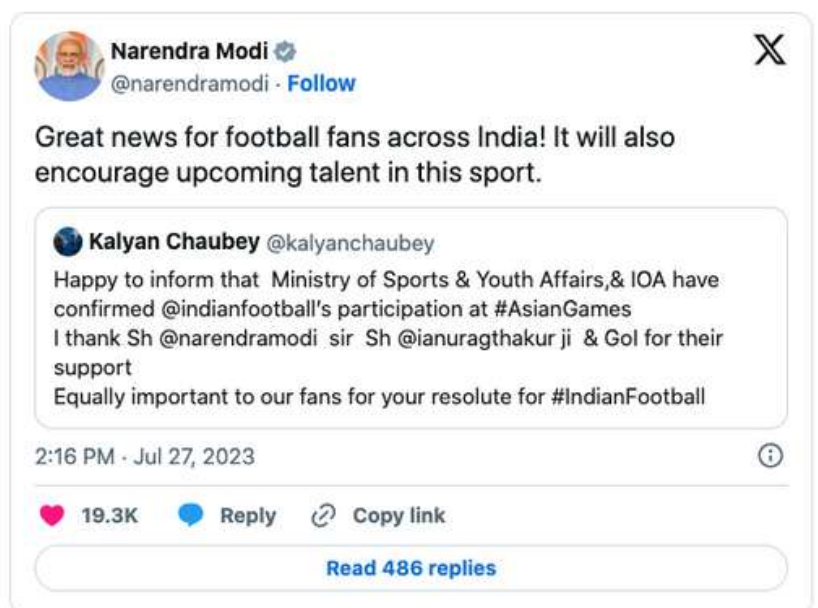 Narendra Modi
@narendramodi · Follow
Great news for football fans across India! It will also
encourage upcoming talent in this sport.
Kalyan Chaubey @kalyanchaubey
Happy to inform that Ministry of Sports & Youth Affairs,& IOA have
confirmed @indianfootball's participation at #AsianGames
I thank Sh @narendramodi sir Sh @ianuragthakur ji & GoI for their
support
Equally important to our fans for your resolute for #IndianFootball
2:16 PM · Jul 27, 2023
19.3K Reply Copy link
Read 486 replies